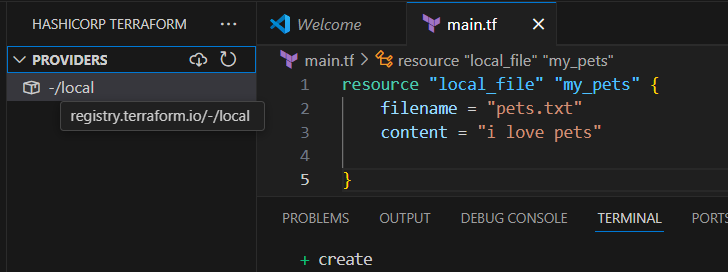 HASHICORP TERRAFORM ...
Welcome
main.tf
PROVIDERS
-/local
registry.terraform.io/-/local
main.tf > resource "local_file" "my_pets"
1 resource "local_file" "my_pets" {
2 filename = "pets.txt"
3 content = "i love pets"
4
5 }
PROBLEMS OUTPUT DEBUG CONSOLE TERMINAL PORTS
+ create